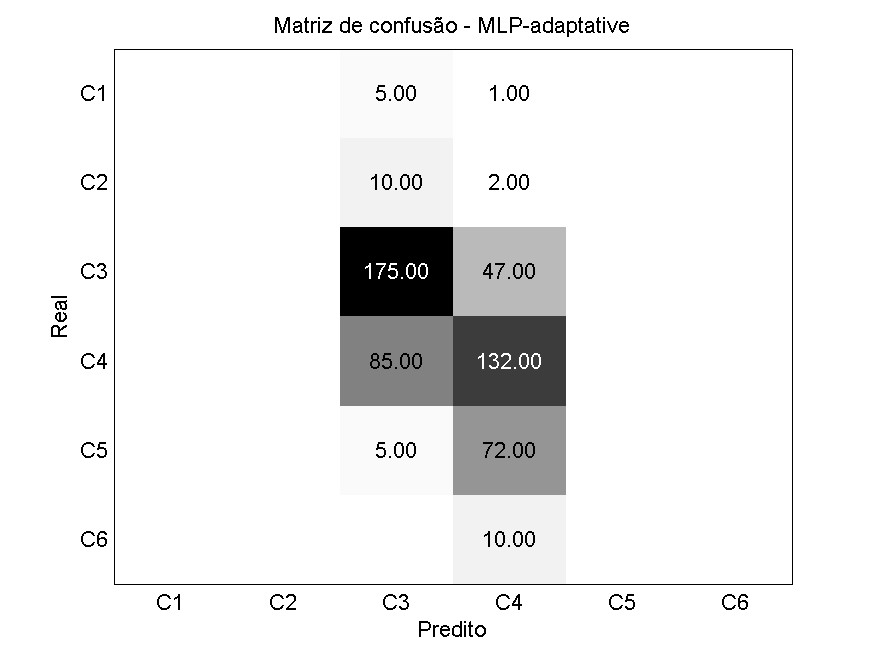 Matriz de confusão - MLP-adaptative
C1 5.00 1.00
C2 10.00 2.00
C3 175.00 47.00
Real
C4 85.00 132.00
C5 5.00 72.00
C6 10.00
C1 C2 C3 C4 C5 C6
Predito